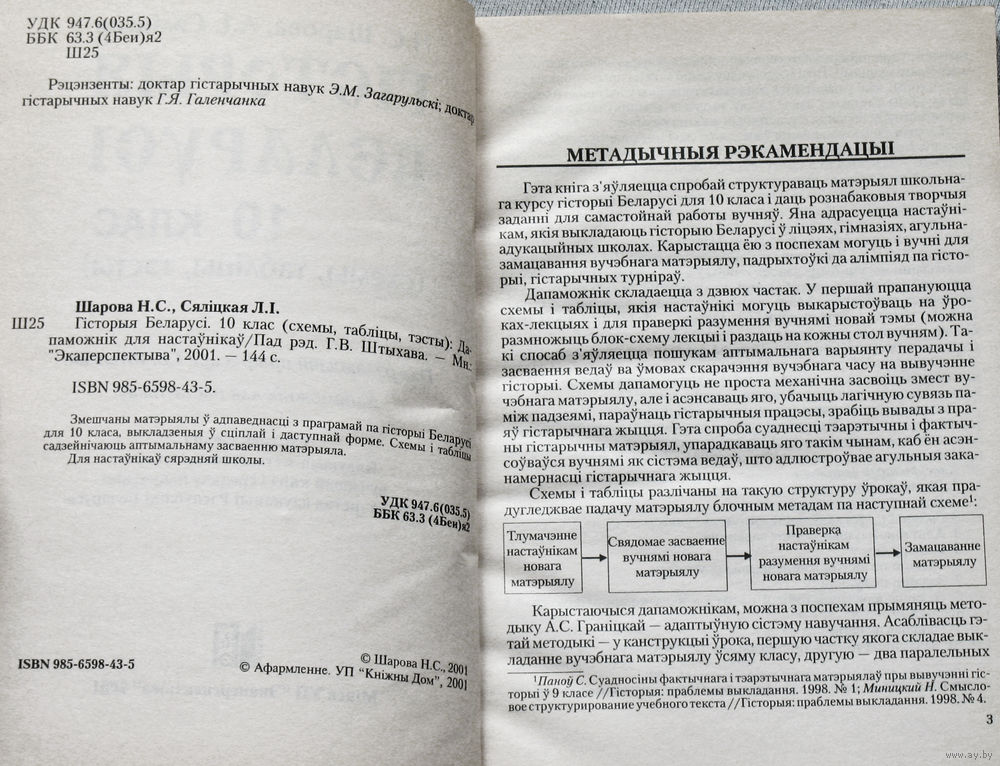 УДК 947.6(035.5)
ББК 63.3 (4Беи)я2
Ш25
Рэцэнзенты: доктар гістарычных навук Э.М. Загарульскі; доктар
гістарычных навук Г.Я. Галенчанка
Шарова Н.С., Сяліцкая Л.І.
Ш25 Гісторыя Беларусі. 10 клас (схемы, табліцы, тэсты): Да-
паможнік для настаўнікаў/Пад рэд. Г.В. Штыхава. — Мн.:
"Экаперспектыва", 2001. — 144 с.
ISBN 985-6598-43-5.
Змешчаны матэрыялы ў адпаведнасці з праграмай па гісторыі Беларусі
для 10 класа, выкладзеныя ў сціплай і даступнай форме. Схемы і табліцы
садзейнічаюць аптымальнаму засваенню матэрыяла.
Для настаўнікаў сярэдняй школы.
УДК 947.6(035.5)
ББК 63.3 (4Беи)я2
ISBN 985-6598-43-5
© Шарова Н.С., 2001
© Афармленне. УП "Кніжны Дом", 2001
МЕТАДЫЧНЫЯ РЭКАМЕНДАЦЫІ
Гэта кніга з'яўляецца спробай структураваць матэрыял школьна-
га курсу гісторыі Беларусі для 10 класа і даць рознабаковыя творчыя
заданні для самастойнай работы вучняў. Яна адрасуецца настаўні-
кам, якія выкладаюць гісторыю Беларусі ў ліцэях, гімназіях, агульна-
адукацыйных школах. Карыстацца ёю з поспехам могуць і вучні для
замацавання вучэбнага матэрыялу, падрыхтоўкі да алімпіяд па гісто-
рыі, гістарычных турніраў.
Дапаможнік складаецца з дзвюх частак. У першай прапануюцца
схемы і табліцы, якія настаўнікі могуць выкарыстоўваць на ўро-
ках-лекцыях і для праверкі разумення вучнямі новай тэмы (можна
размножыць блок-схему лекцыі і раздаць на кожны стол вучням). Та-
кі спосаб з'яўляецца пошукам аптымальнага варыянту перадачы і
засваення ведаў ва ўмовах скарачэння вучэбнага часу на вывучэнне
гісторыі. Схемы дапамогуць не проста механічна засвоіць змест ву-
чэбнага матэрыялу, але і асэнсаваць яго, убачыць лагічную сувязь па-
між падзеямі, параўнаць гістарычныя працэсы, зрабіць вывады з пра-
яў гістарычнага жыцця. Гэта спроба суаднесці тэарэтычны і фактыч-
ны гістарычны матэрыял, упарадкаваць яго такім чынам, каб ён асэн-
соўваўся вучнямі як сістэма ведаў, што адлюстроўвае агульныя зака-
намернасці гістарычнага жыцця.
Схемы і табліцы разлічаны на такую структуру ўрокаў, якая пра-
дугледжвае падачу матэрыялу блочным метадам па наступнай схеме¹:
Тлумачэнне
настаўнікам
новага
матэрыялу
Свядомае засваенне
вучнямі новага
матэрыялу
Праверка
настаўнікам
разумення вучнямі
новага матэрыялу
Замацаванне
матэрыялу
Карыстаючыся дапаможнікам, можна з поспехам прымяняць мето-
дыку А.С. Граніцкай — адаптыўную сістэму навучання. Асаблівасць гэ-
тай методыкі — у канструкцыі ўрока, першую частку якога складае вык-
ладанне вучэбнага матэрыялу ўсяму класу, другую — два паралельных
¹Паноў С. Суадносіны фактычнага і тэарэтычнага матэрыялаў пры вывучэнні гіс-
торыі ў 9 класе //Гісторыя: праблемы выкладання. 1998. № 1; Миницкий Н. Смысло-
вое структурирование учебного текста //Гісторыя: праблемы выкладання. 1998. № 4.
3
www.ay.by